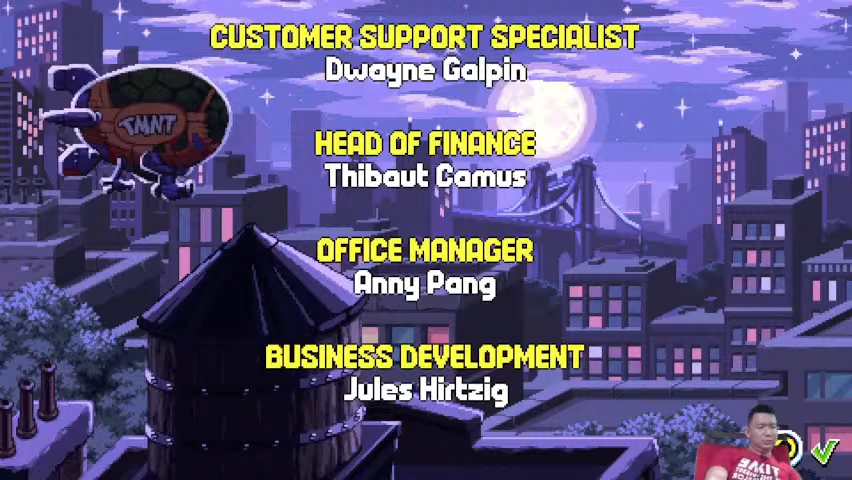 CUSTOMER SUPPORT SPECIALIST
Dwayne Galpin
TMNT
HEAD OF FINANCE
Thibaut Camus
OFFICE MANAGER
Anny Pang
BUSINESS DEVELOPMENT
Jules Hirtzig